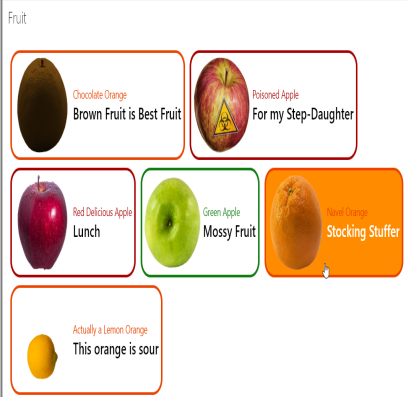 Fruit
Chocolate Orange
Brown Fruit is Best Fruit
Poisoned Apple
For my Step-Daughter
Red Delicious Apple
Lunch
Green Apple
Mossy Fruit
Navel Orange
Stocking Stuffer
Actually a Lemon Orange
This orange is sour